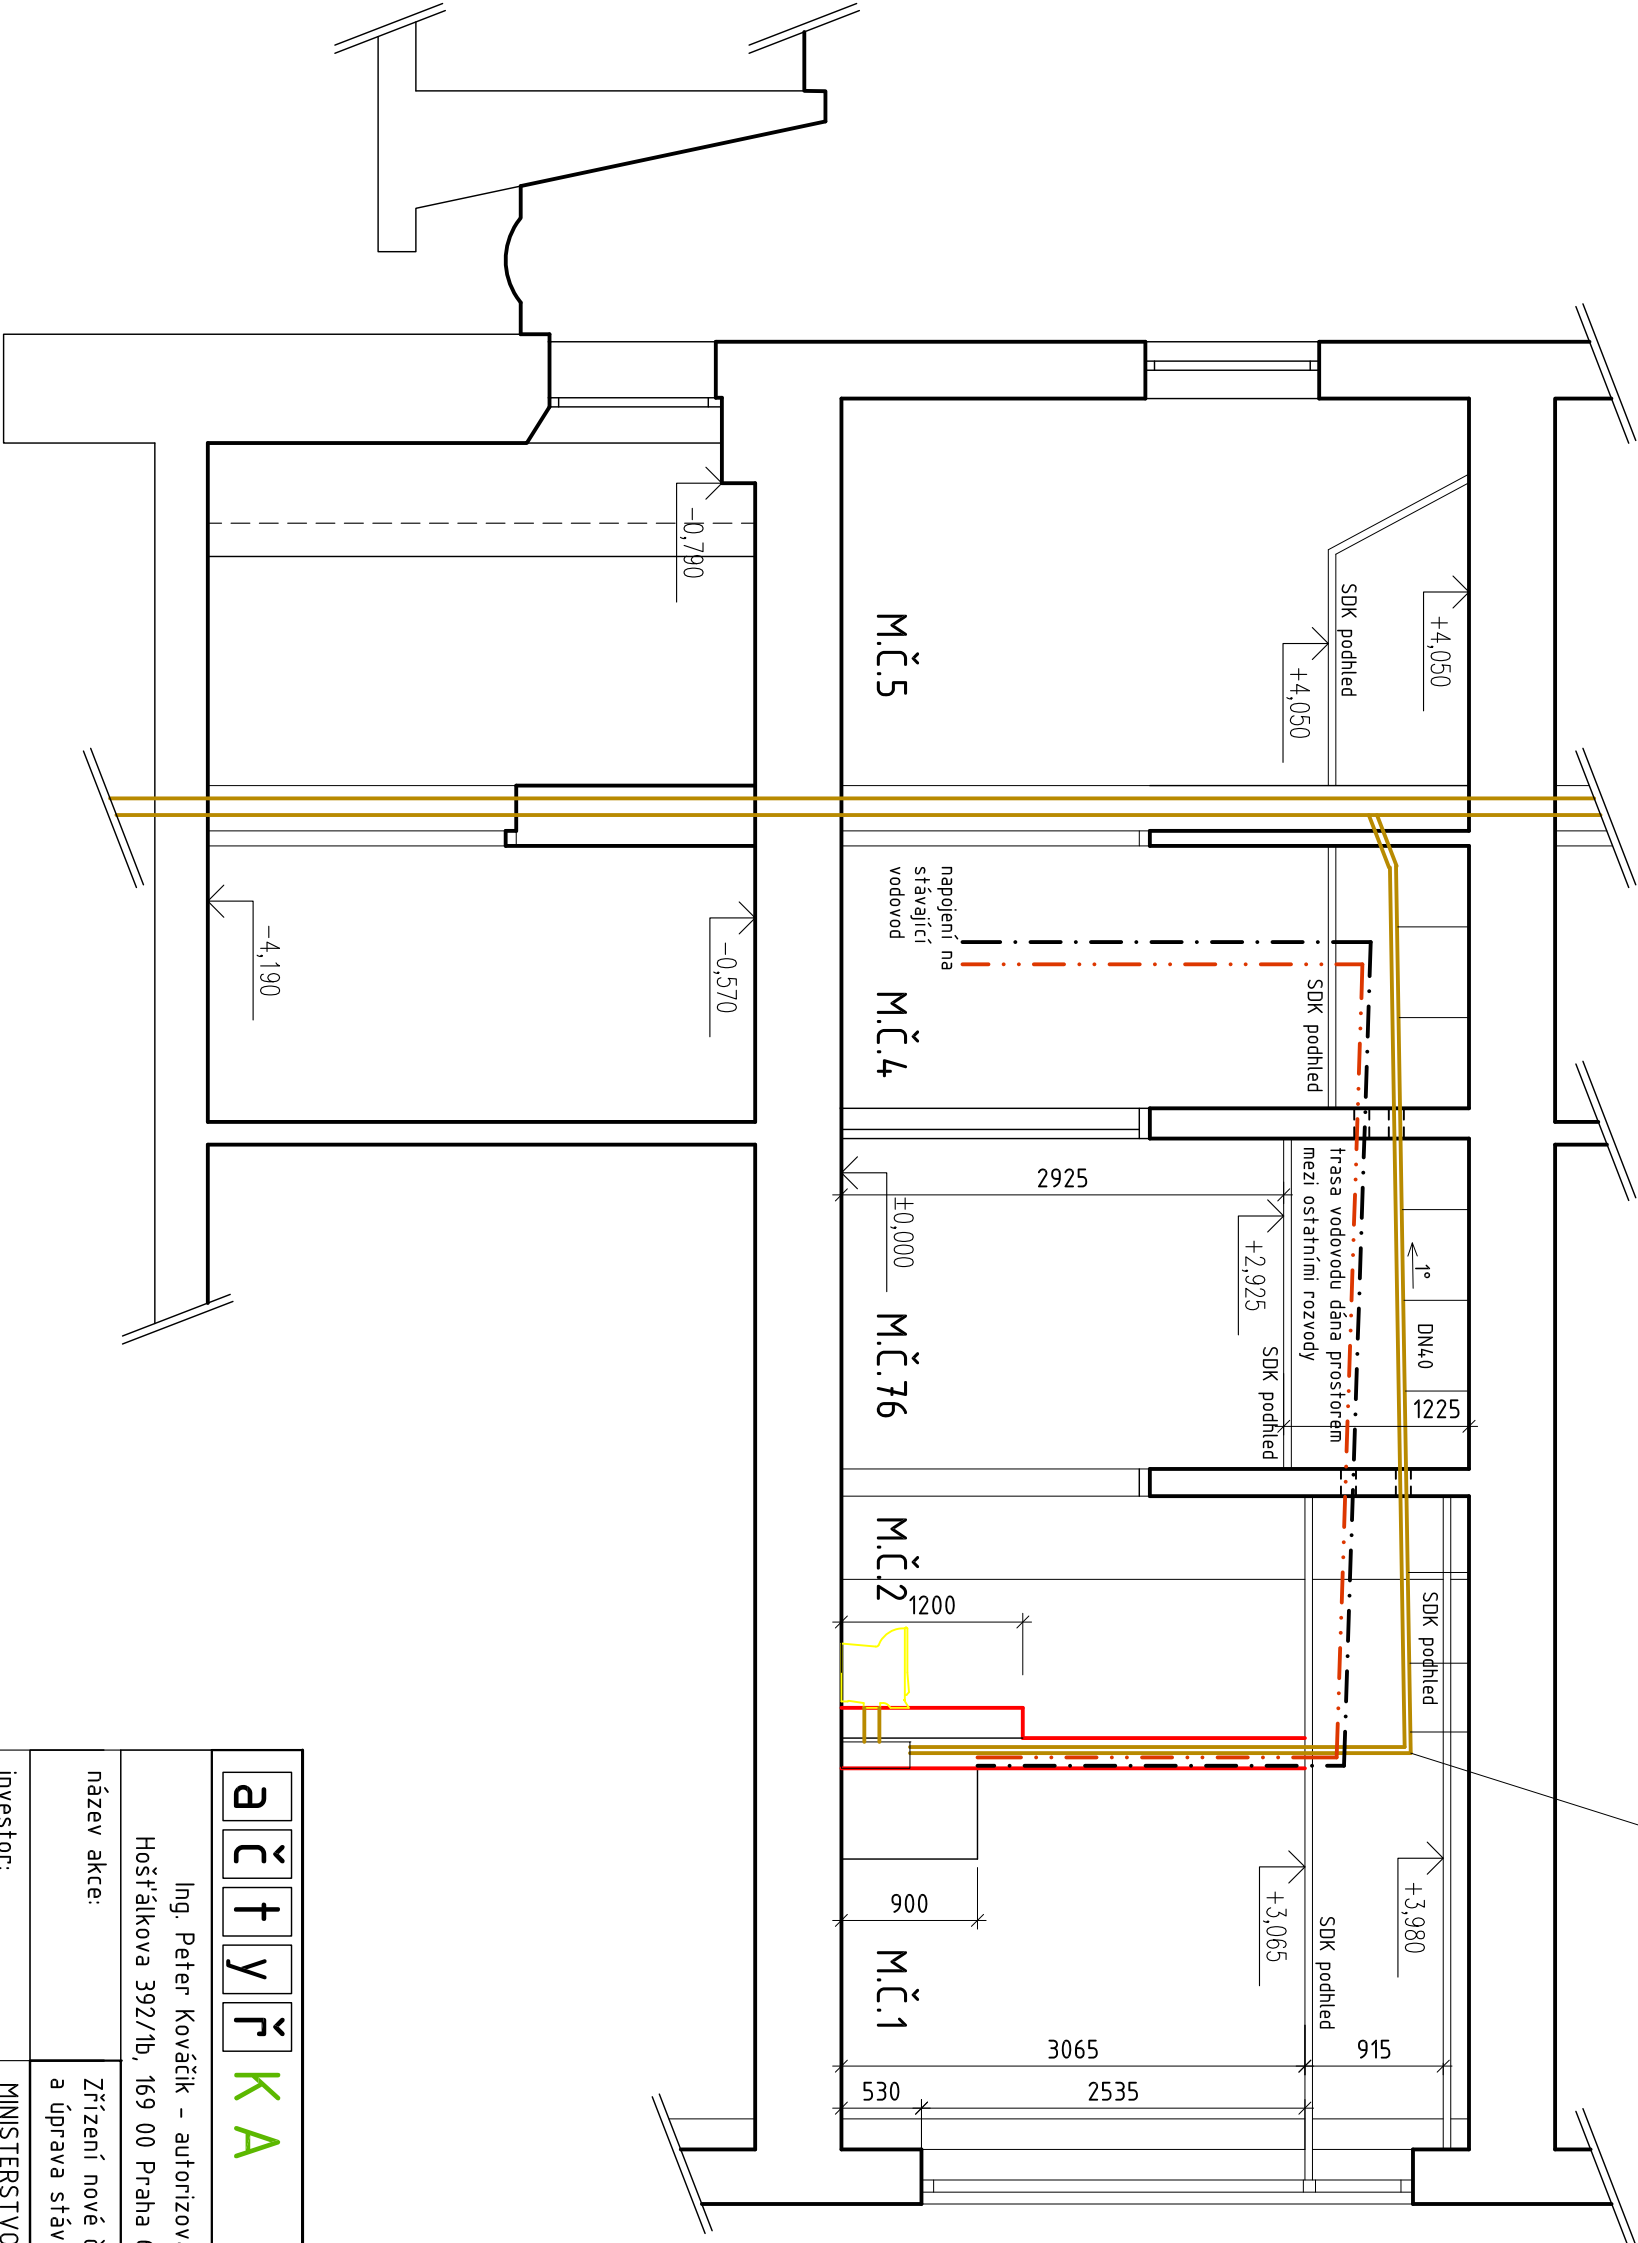 +4,050
SDK podhled
+4,050
-0,790
M.Č.5
napojení na
stávající
vodovod
M.Č.4
SDK podhled
-0,570
-4,190
2925
±0,000
+2,925
trasa vodovodu dána prostorem
mezi ostatními rozvody
1°
DN40
1225
SDK podhled
M.Č.76
M.Č.2
1200
SDK podhled
900
M.Č.1
+3,980
+3,065
SDK podhled
3065
915
530
2535
ačtyř KA
Ing. Peter Kováčik - autorizov
Hošťálkova 392/1b, 169 00 Praha
název akce:
Zřízení nové
a úprava stáv
investor:
MINISTERSTVO